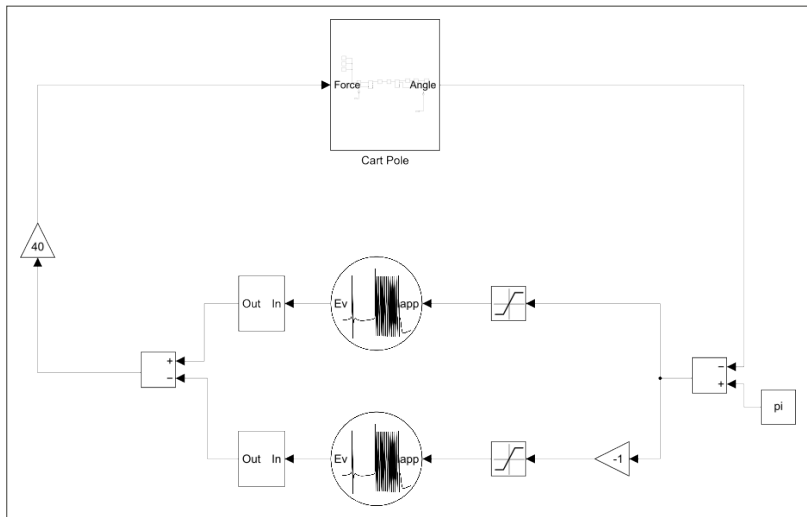 Force Angle
Cart Pole
40
Out In
Ev app
+
−
−
+
pi
Out In
Ev app
-1